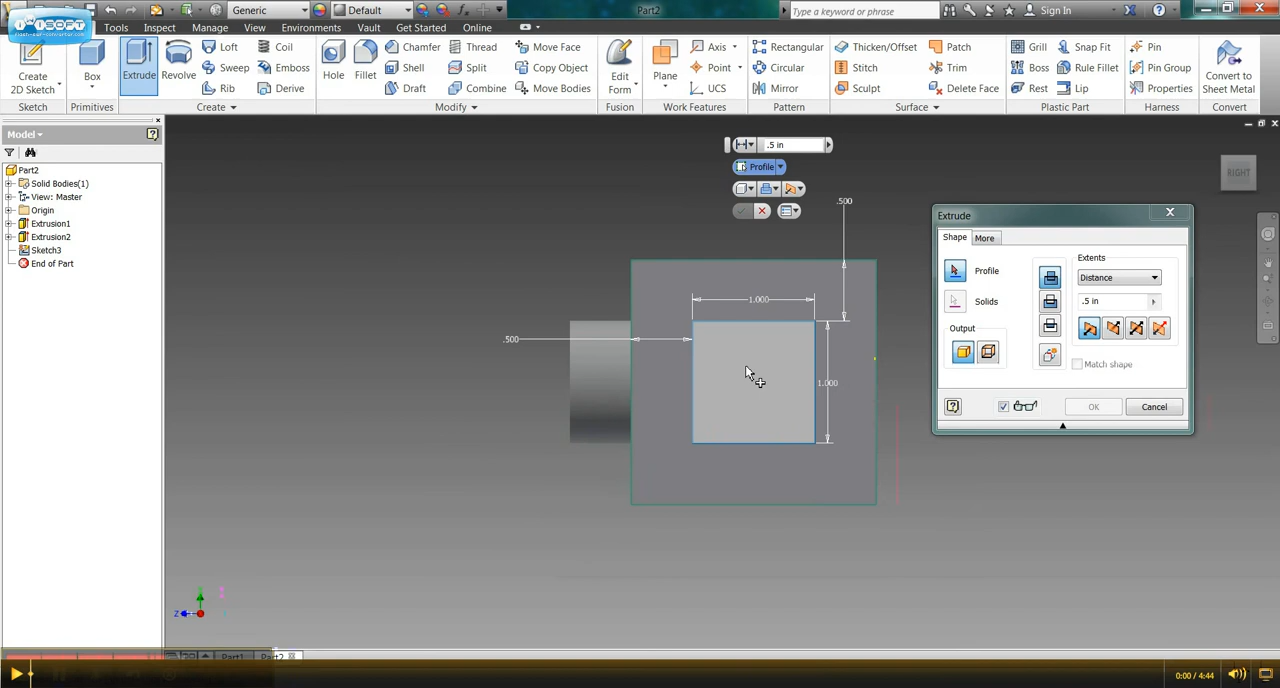 Generic
Default
Part2
Type a keyword or phrase
Sign In
ivisoft
Tools Inspect Manage View Environments Vault Get Started Online
Create 2D Sketch
Box
Extrude
Revolve
Loft Coil
Sweep Emboss
Rib Derive
Hole
Fillet
Chamfer Thread Move Face
Shell Split Copy Object
Draft Combine Move Bodies
Edit Form
Plane
Axis
Point
UCS
Rectangular
Circular
Mirror
Thicken/Offset Patch
Stitch Trim
Sculpt Delete Face
Grill Snap Fit
Boss Rule Fillet
Rest Lip
Pin
Pin Group
Properties
Convert to Sheet Metal
Sketch Primitives Create Modify Fusion Work Features Pattern Surface Plastic Part Harness Convert
Model
Part2
Solid Bodies(1)
View: Master
Origin
Extrusion1
Extrusion2
Sketch3
End of Part
.5 in
Profile
RIGHT
.500
1.000
.500
1.000
Extrude
Shape More
Profile
Solids
Output
Extents
Distance
.5 in
Match shape
OK Cancel
Z
Part1 Part2
0:00 / 4:44